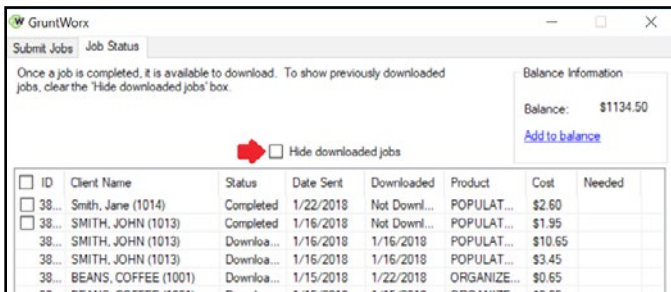 GruntWorx
Submit Jobs Job Status
Once a job is completed, it is available to download. To show previously downloaded
jobs, clear the 'Hide downloaded jobs' box.
Balance Information
Balance: $1134.50
Add to balance
Hide downloaded jobs
ID Client Name Status Date Sent Downloaded Product Cost Needed
38... Smith, Jane (1014) Completed 1/22/2018 Not Downl... POPULAT... $2.60
38... SMITH, JOHN (1013) Completed 1/16/2018 Not Downl... POPULAT... $1.95
38... SMITH, JOHN (1013) Downloa... 1/16/2018 1/16/2018 POPULAT... $10.65
38... SMITH, JOHN (1013) Downloa... 1/16/2018 1/16/2018 POPULAT... $3.45
38... BEANS, COFFEE (1001) Downloa... 1/15/2018 1/22/2018 ORGANIZE... $0.65